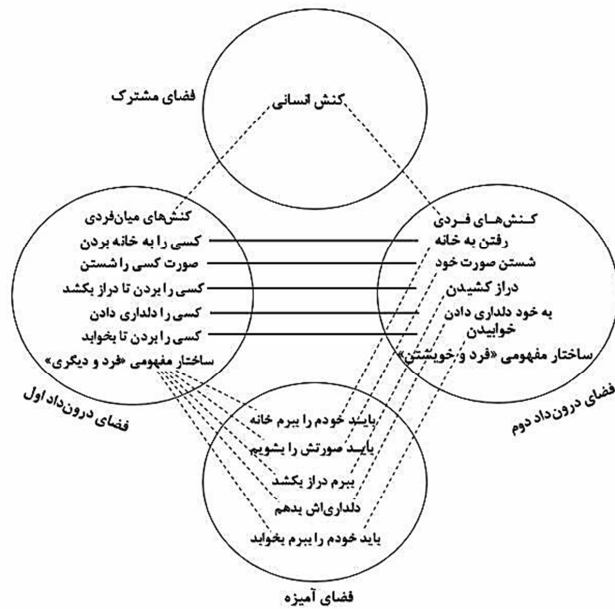 فضای مشترک
کنش انسانی
کنش‌های میان‌فردی
کسی را به خانه بردن
صورت کسی را شستن
کسی را بردن تا دراز بکشد
کسی را دلداری دادن
کسی را بردن تا بخوابد
ساختار مفهومی «فرد و دیگری»
فضای درون‌داد اول
کنش‌های فردی
رفتن به خانه
شستن صورت خود
دراز کشیدن
به خود دلداری دادن
خوابیدن
ساختار مفهومی «فرد و خویشتن»
فضای درون‌داد دوم
بایند خودم را ببرم خانه
بایند صورتش را بشویم
ببرم دراز بکشد
دلداری‌اش بدهم
باید خودم را ببرم بخوابد
فضای آمیزه